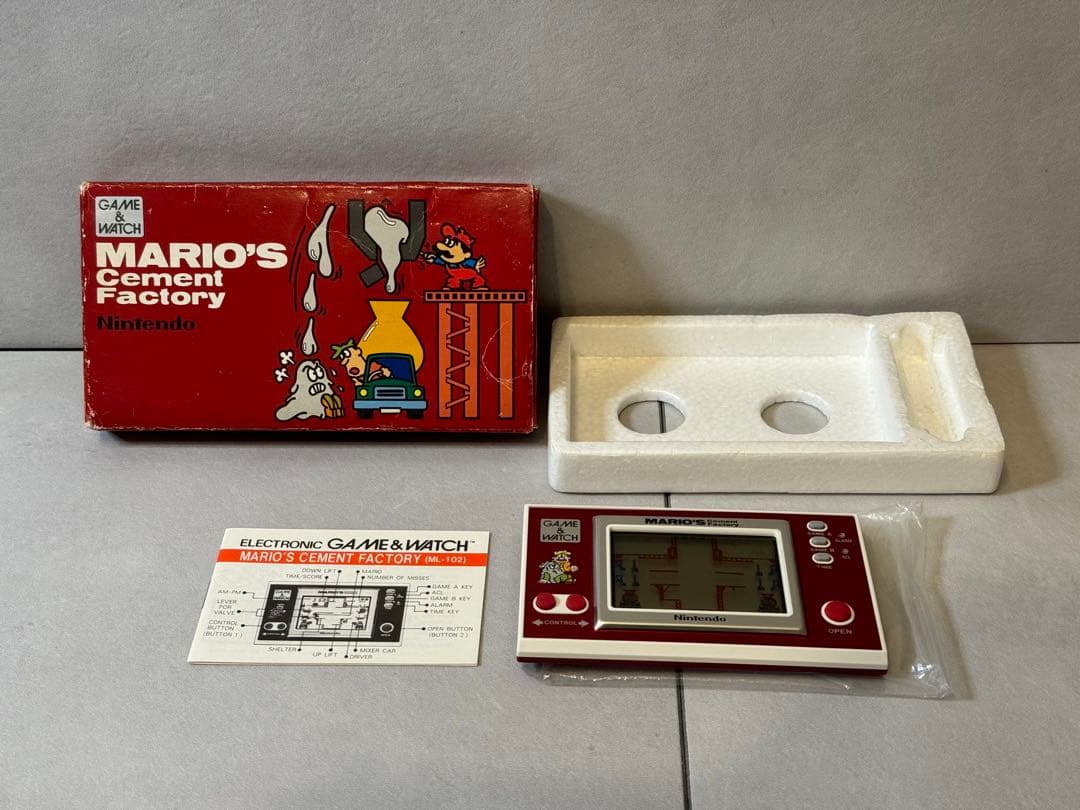 GAME
&
WATCH
MARIO'S
Cement
Factory
Nintendo
ELECTRONIC GAME & WATCH™
MARIO'S CEMENT FACTORY (ML-102)
DOWN LIFT
MARIO
TIME/SCORE
NUMBER OF MISSES
AM·PM
GAME A KEY
ACL
LEVER
FOR
VALVE
GAME B KEY
ALARM
TIME KEY
CONTROL
BUTTON
(BUTTON 1)
OPEN BUTTON
(BUTTON 2)
SHELTER
UP LIFT
MIXER CAR
DRIVER
GAME
&
WATCH
MARIO'S Cement
Factory
GAME A
ALARM
GAME B
ACL
TIME
CONTROL
Nintendo
OPEN